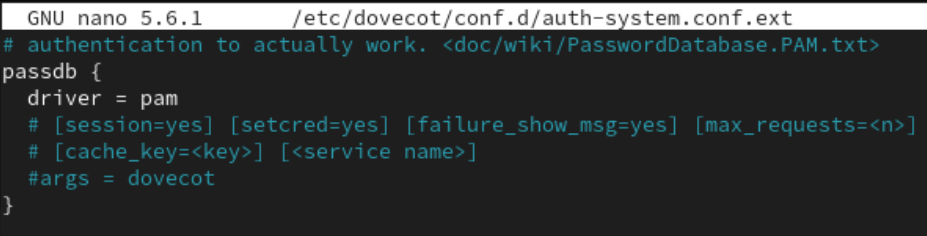 GNU nano 5.6.1 /etc/dovecot/conf.d/auth-system.conf.ext
# authentication to actually work. <doc/wiki/PasswordDatabase.PAM.txt>
passdb {
  driver = pam
  # [session=yes] [setcred=yes] [failure_show_msg=yes] [max_requests=<n>]
  # [cache_key=<key>] [<service name>]
  #args = dovecot
}